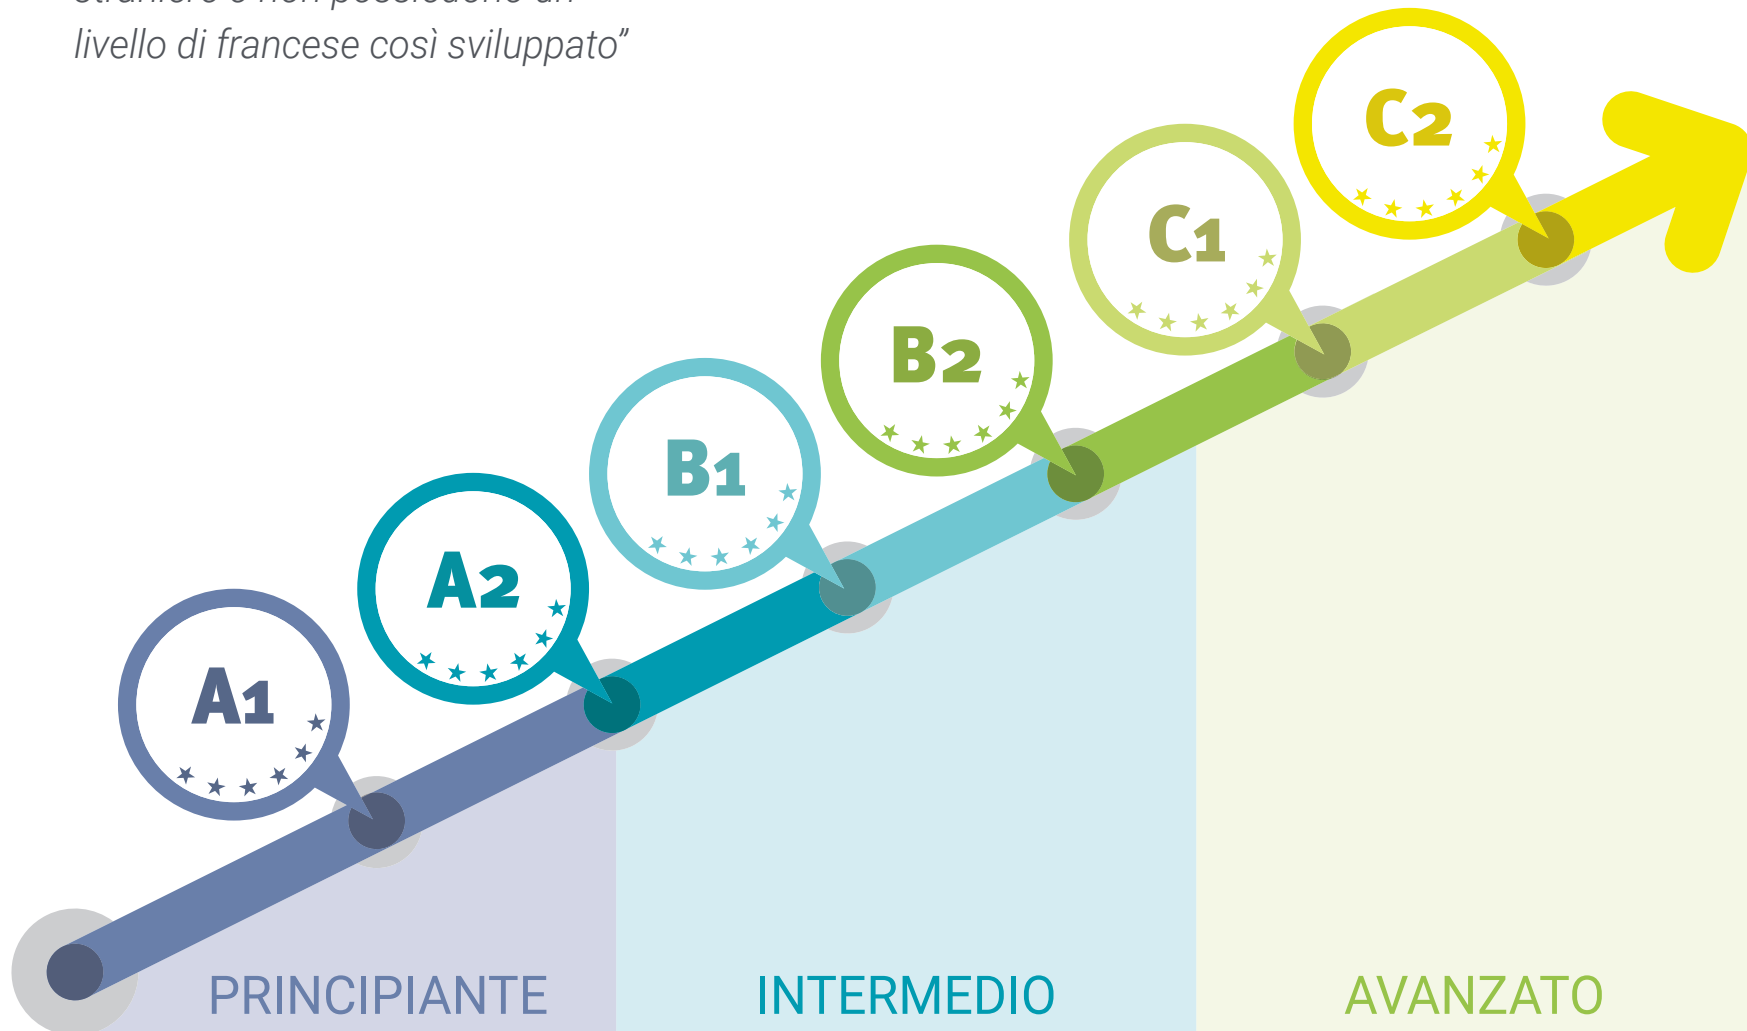 livello di francese così sviluppato”
C2
C1
B2
B1
A2
A1
PRINCIPIANTE
INTERMEDIO
AVANZATO